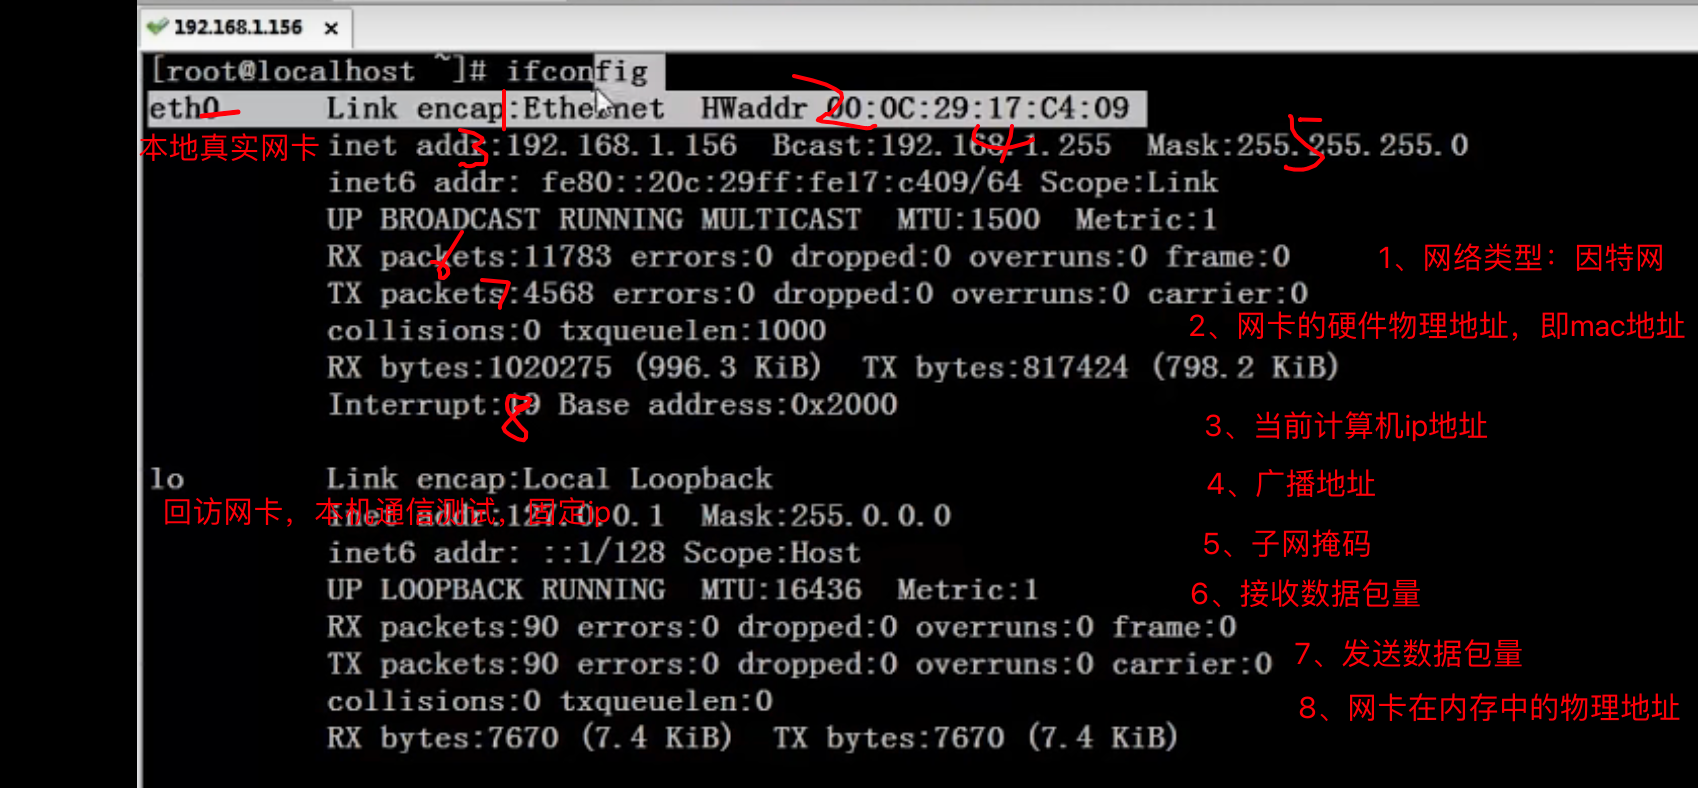 192.168.1.156 ×
[root@localhost ~]# ifconfig
eth0 Link encap:Ethernet HWaddr 00:0C:29:17:C4:09
本地真实网卡 inet addr:192.168.1.156 Bcast:192.168.1.255 Mask:255.255.255.0
inet6 addr: fe80::20c:29ff:fe17:c409/64 Scope:Link
UP BROADCAST RUNNING MULTICAST MTU:1500 Metric:1
RX packets:11783 errors:0 dropped:0 overruns:0 frame:0
TX packets:4568 errors:0 dropped:0 overruns:0 carrier:0
collisions:0 txqueuelen:1000
RX bytes:1020275 (996.3 KiB) TX bytes:817424 (798.2 KiB)
Interrupt:19 Base address:0x2000
lo Link encap:Local Loopback
回访网卡，本机通信测试，固定ip
inet addr:127.0.0.1 Mask:255.0.0.0
inet6 addr: ::1/128 Scope:Host
UP LOOPBACK RUNNING MTU:16436 Metric:1
RX packets:90 errors:0 dropped:0 overruns:0 frame:0
TX packets:90 errors:0 dropped:0 overruns:0 carrier:0
collisions:0 txqueuelen:0
RX bytes:7670 (7.4 KiB) TX bytes:7670 (7.4 KiB)
1、网络类型：因特网
2、网卡的硬件物理地址，即mac地址
3、当前计算机ip地址
4、广播地址
5、子网掩码
6、接收数据包量
7、发送数据包量
8、网卡在内存中的物理地址
1
2
3
4
5
6
7
8